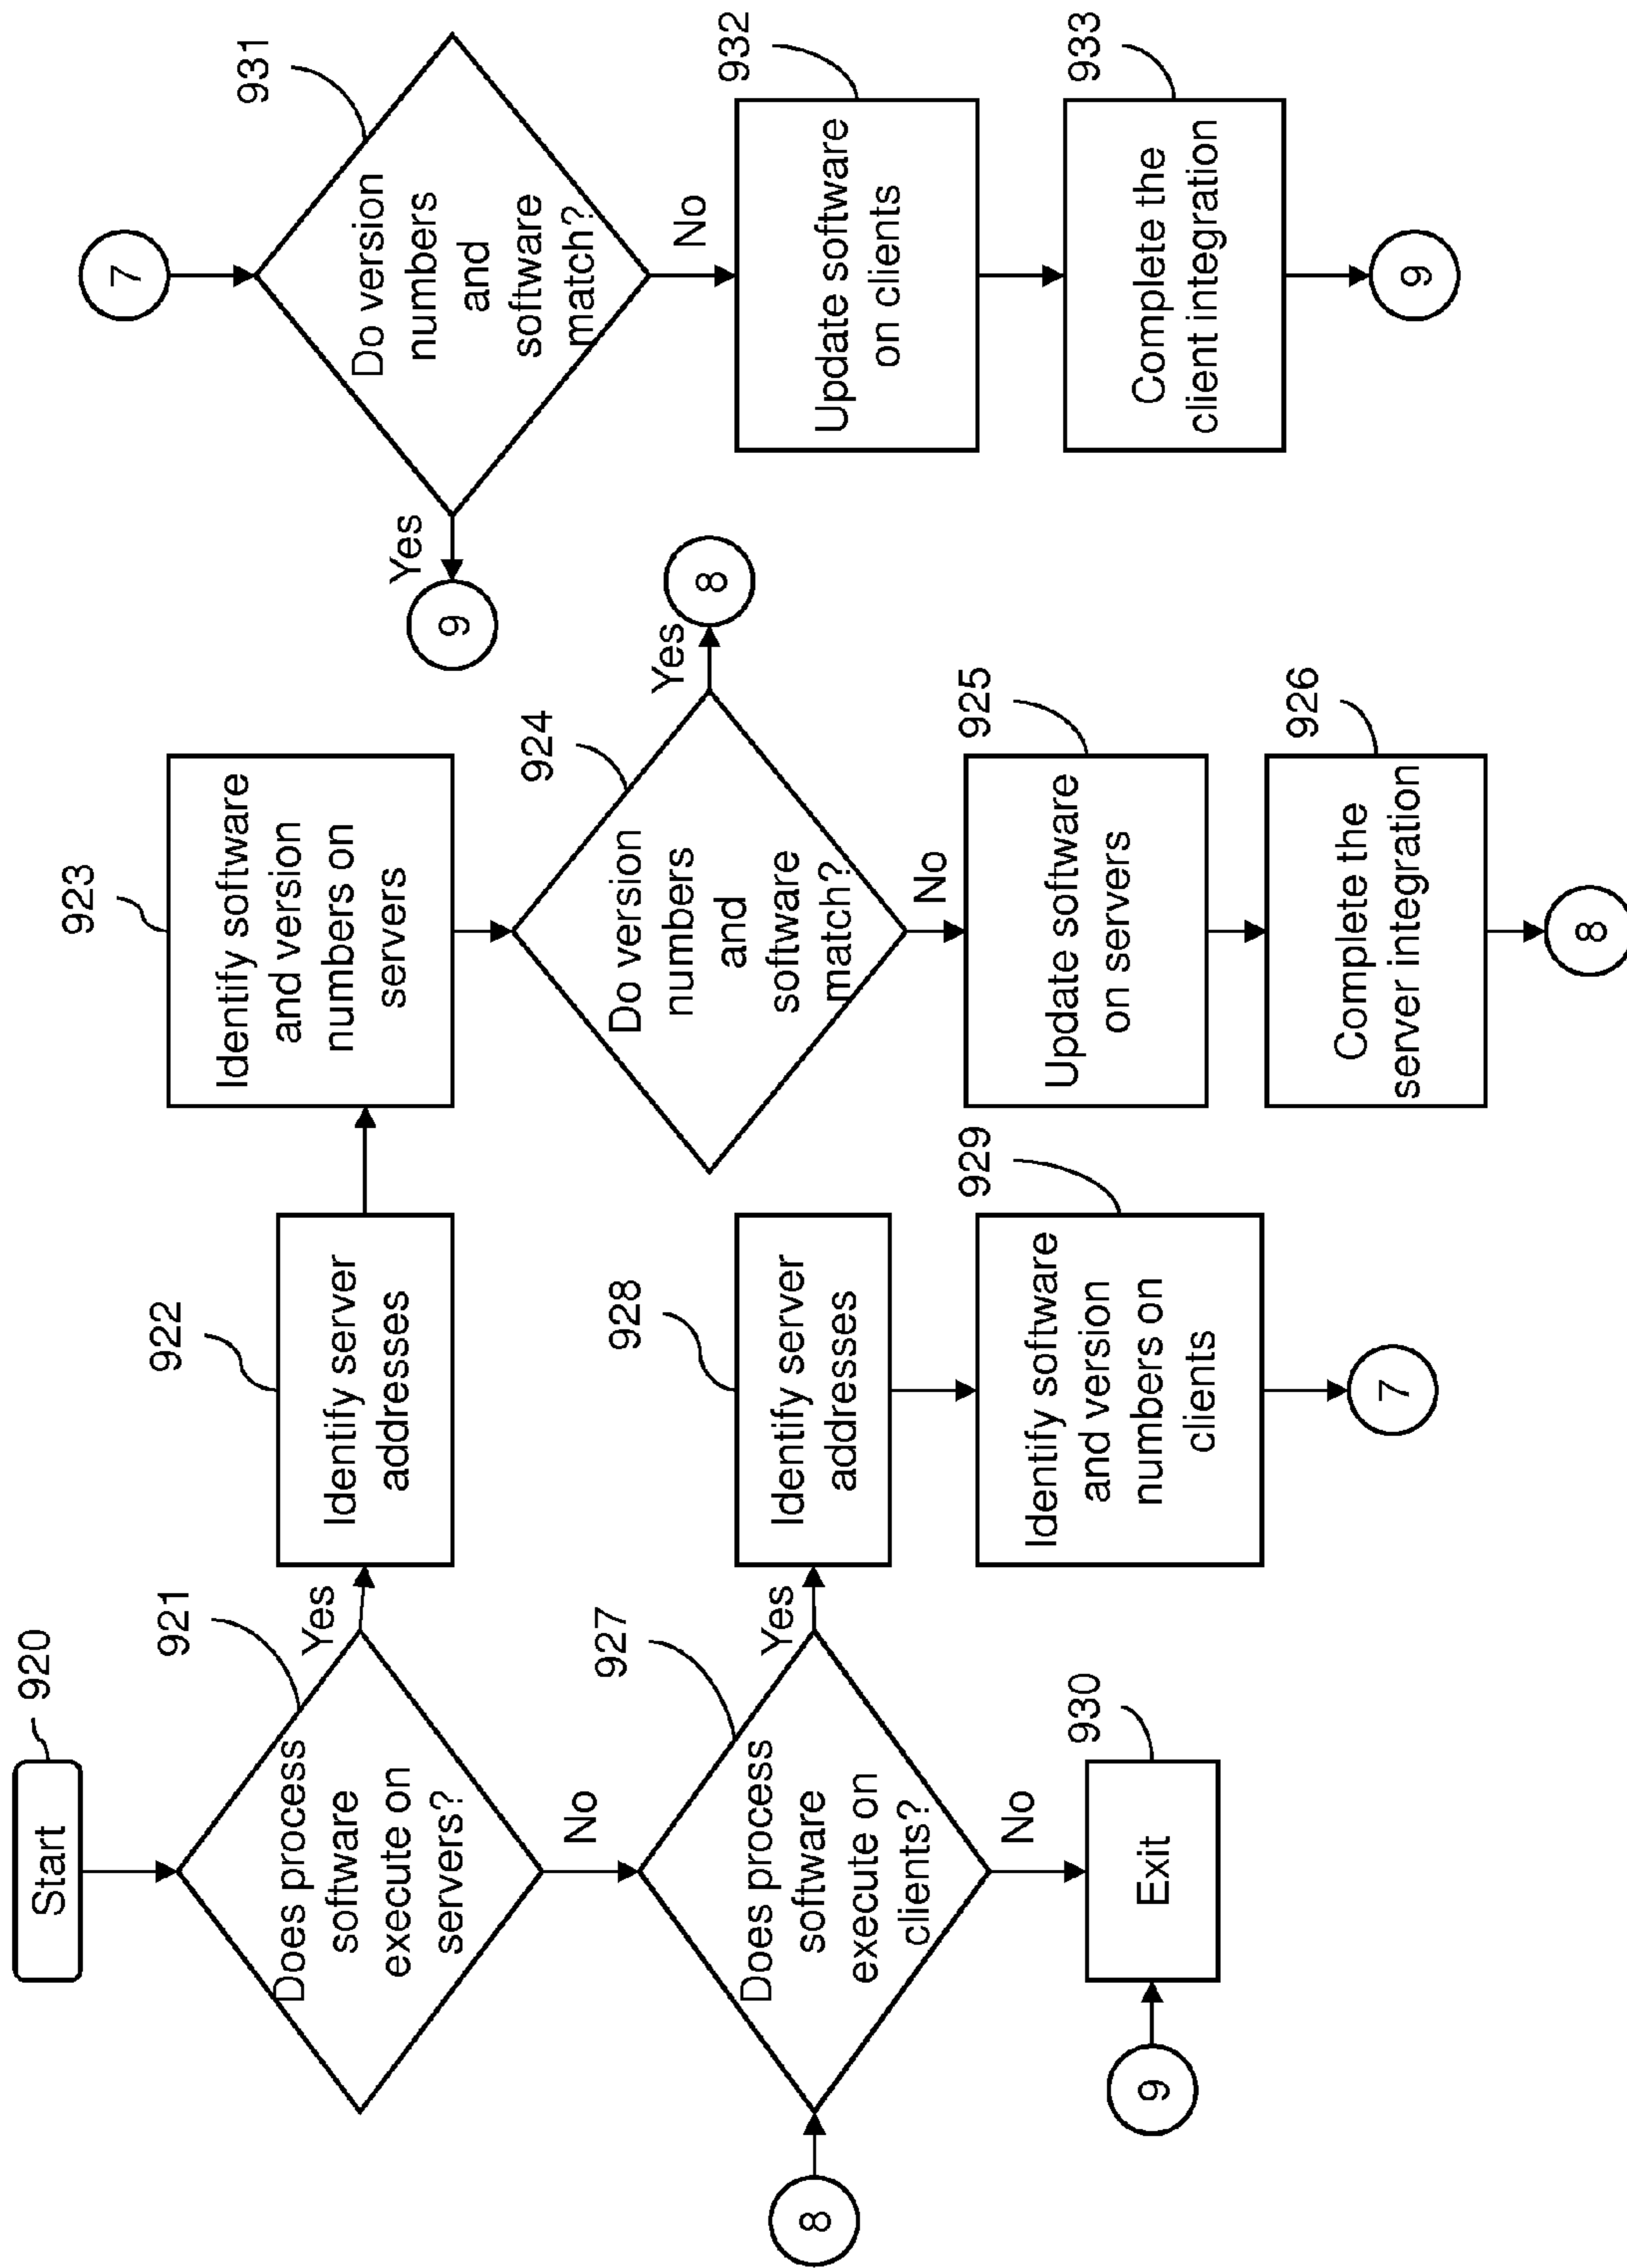 Start
920
Does process
software
execute on
servers?
921
Yes
No
Identify server
addresses
922
Identify software
and version
numbers on
servers
923
Do version
numbers
and
software
match?
924
Yes
8
No
Update software
on servers
925
Complete the
server integration
926
8
8
Does process
software
execute on
clients?
927
Yes
No
Identify server
addresses
928
Identify software
and version
numbers on
clients
929
7
9
Exit
930
7
Do version
numbers
and
software
match?
931
Yes
9
No
Update software
on clients
932
Complete the
client integration
933
9